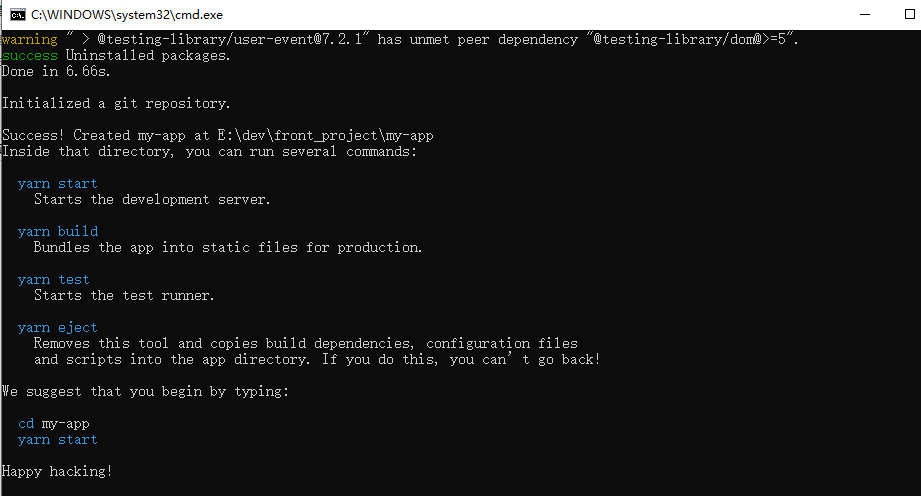 C:\WINDOWS\system32\cmd.exe
warning " > @testing-library/user-event@7.2.1" has unmet peer dependency "@testing-library/dom@>=5".
success Uninstalled packages.
Done in 6.66s.
Initialized a git repository.
Success! Created my-app at E:\dev\front_project\my-app
Inside that directory, you can run several commands:
yarn start
Starts the development server.
yarn build
Bundles the app into static files for production.
yarn test
Starts the test runner.
yarn eject
Removes this tool and copies build dependencies, configuration files
and scripts into the app directory. If you do this, you can’t go back!
We suggest that you begin by typing:
cd my-app
yarn start
Happy hacking!